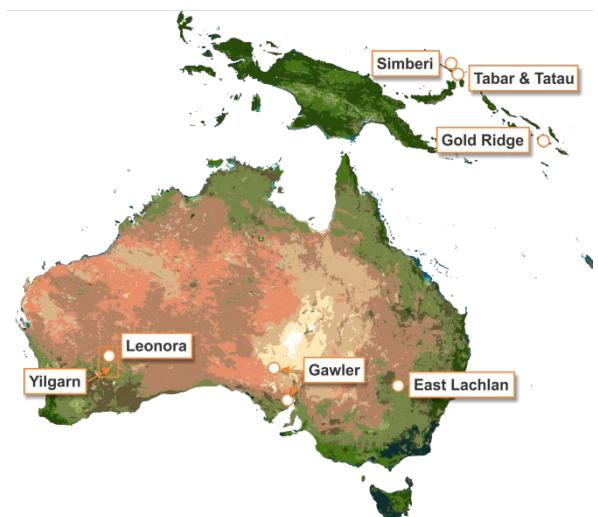 Simberi
Tabar & Tatau
Gold Ridge
Leonora
Yilgarn
Gawler
East Lachlan